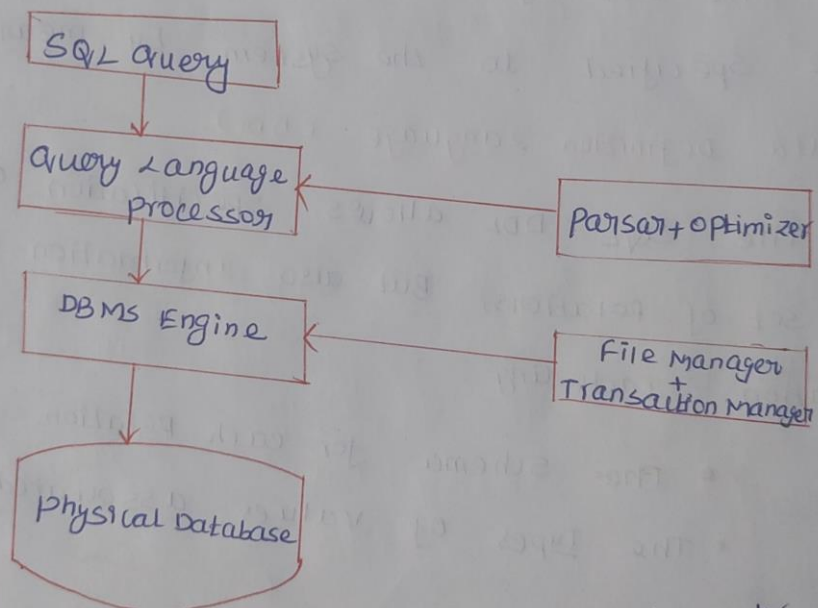 SQL Query
Query Language
Processor
Parsar + Optimizer
DBMS Engine
File Manager
+
Transaction Manager
Physical Database